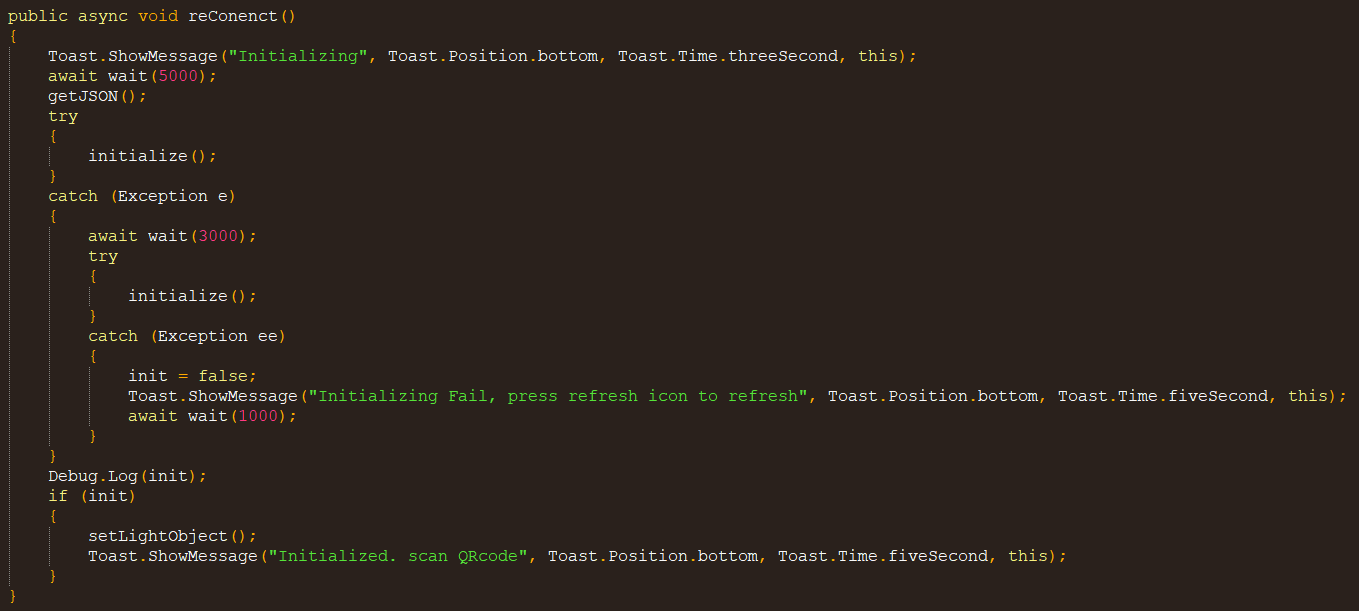 public async void reConenct()
{
    Toast.ShowMessage("Initializing", Toast.Position.bottom, Toast.Time.threeSecond, this);
    await wait(5000);
    getJSON();
    try
    {
        initialize();
    }
    catch (Exception e)
    {
        await wait(3000);
        try
        {
            initialize();
        }
        catch (Exception ee)
        {
            init = false;
            Toast.ShowMessage("Initializing Fail, press refresh icon to refresh", Toast.Position.bottom, Toast.Time.fiveSecond, this);
            await wait(1000);
        }
    }
    Debug.Log(init);
    if (init)
    {
        setLightObject();
        Toast.ShowMessage("Initialized. scan QRcode", Toast.Position.bottom, Toast.Time.fiveSecond, this);
    }
}